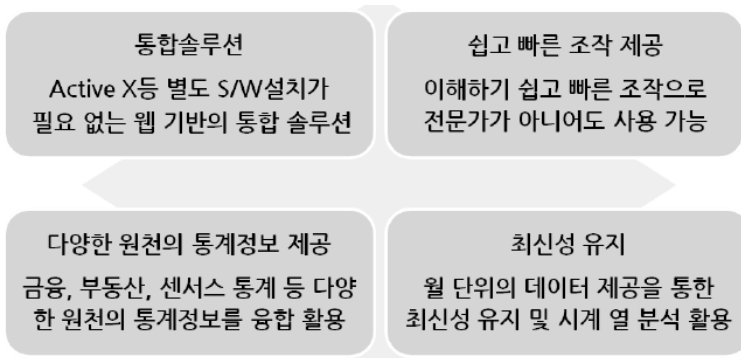 통합솔루션
Active X등 별도 S/W설치가
필요 없는 웹 기반의 통합 솔루션
쉽고 빠른 조작 제공
이해하기 쉽고 빠른 조작으로
전문가가 아니어도 사용 가능
다양한 원천의 통계정보 제공
금융, 부동산, 센서스 통계 등 다양
한 원천의 통계정보를 융합 활용
최신성 유지
월 단위의 데이터 제공을 통한
최신성 유지 및 시계 열 분석 활용